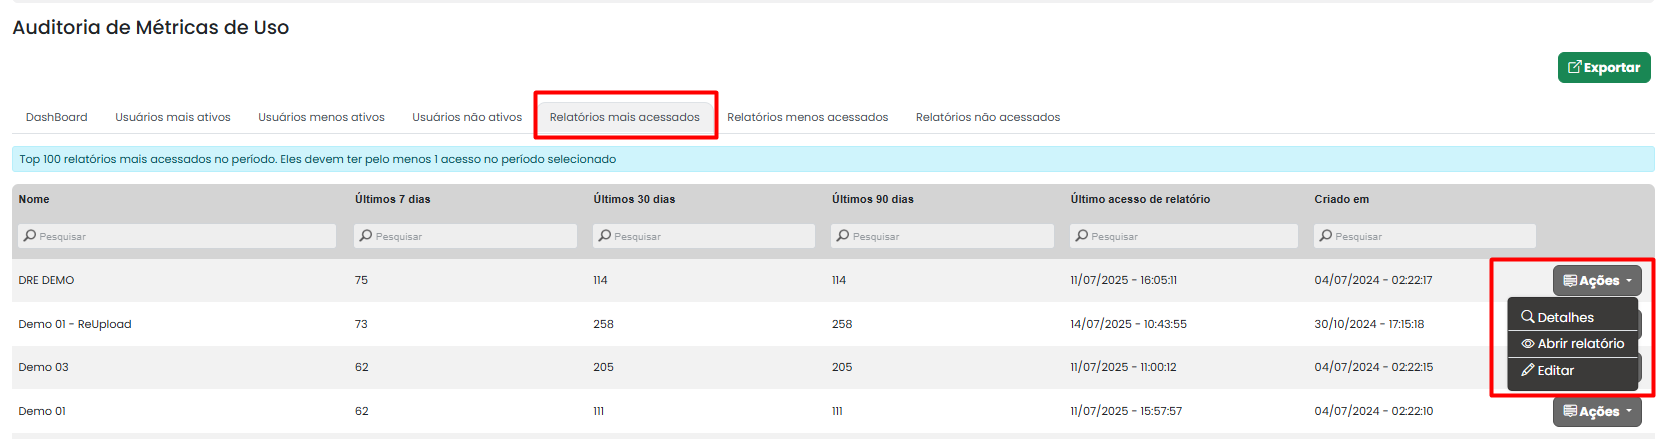 Auditoria de Métricas de Uso
Exportar
DashBoard Usuários mais ativos Usuários menos ativos Usuários não ativos Relatórios mais acessados Relatórios menos acessados Relatórios não acessados
Top 100 relatórios mais acessados no período. Eles devem ter pelo menos 1 acesso no período selecionado
Nome Últimos 7 dias Últimos 30 dias Últimos 90 dias Último acesso de relatório Criado em
Pesquisar Pesquisar Pesquisar Pesquisar Pesquisar Pesquisar
DRE DEMO 75 114 114 11/07/2025 - 16:05:11 04/07/2024 - 02:22:17 Ações
Detalhes
Demo 01 - ReUpload 73 258 258 14/07/2025 - 10:43:55 30/10/2024 - 17:15:18
Abrir relatório
Demo 03 62 205 205 11/07/2025 - 11:00:12 04/07/2024 - 02:22:15
Editar
Demo 01 62 111 111 11/07/2025 - 15:57:57 04/07/2024 - 02:22:10 Ações